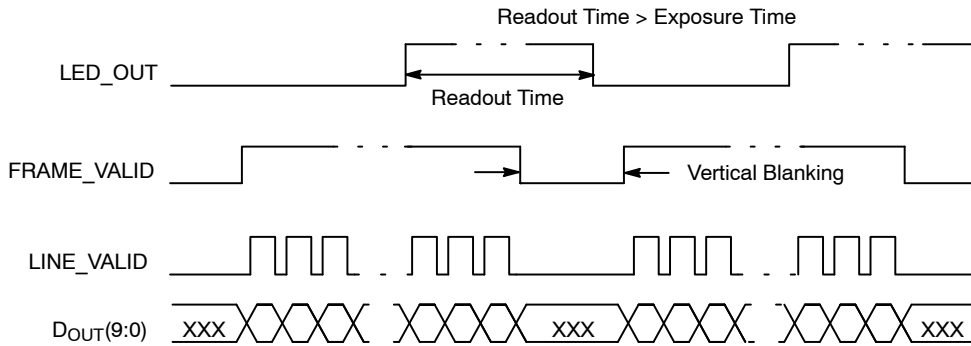 Readout Time > Exposure Time
LED_OUT
Readout Time
FRAME_VALID
Vertical Blanking
LINE_VALID
DOUT(9:0)
XXX
XXX
XXX